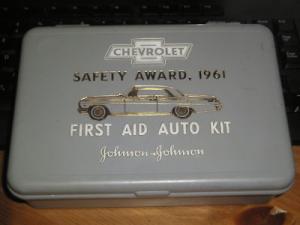 CHEVROLET
SAFETY AWARD, 1961
FIRST AID AUTO KIT
Johnson & Johnson